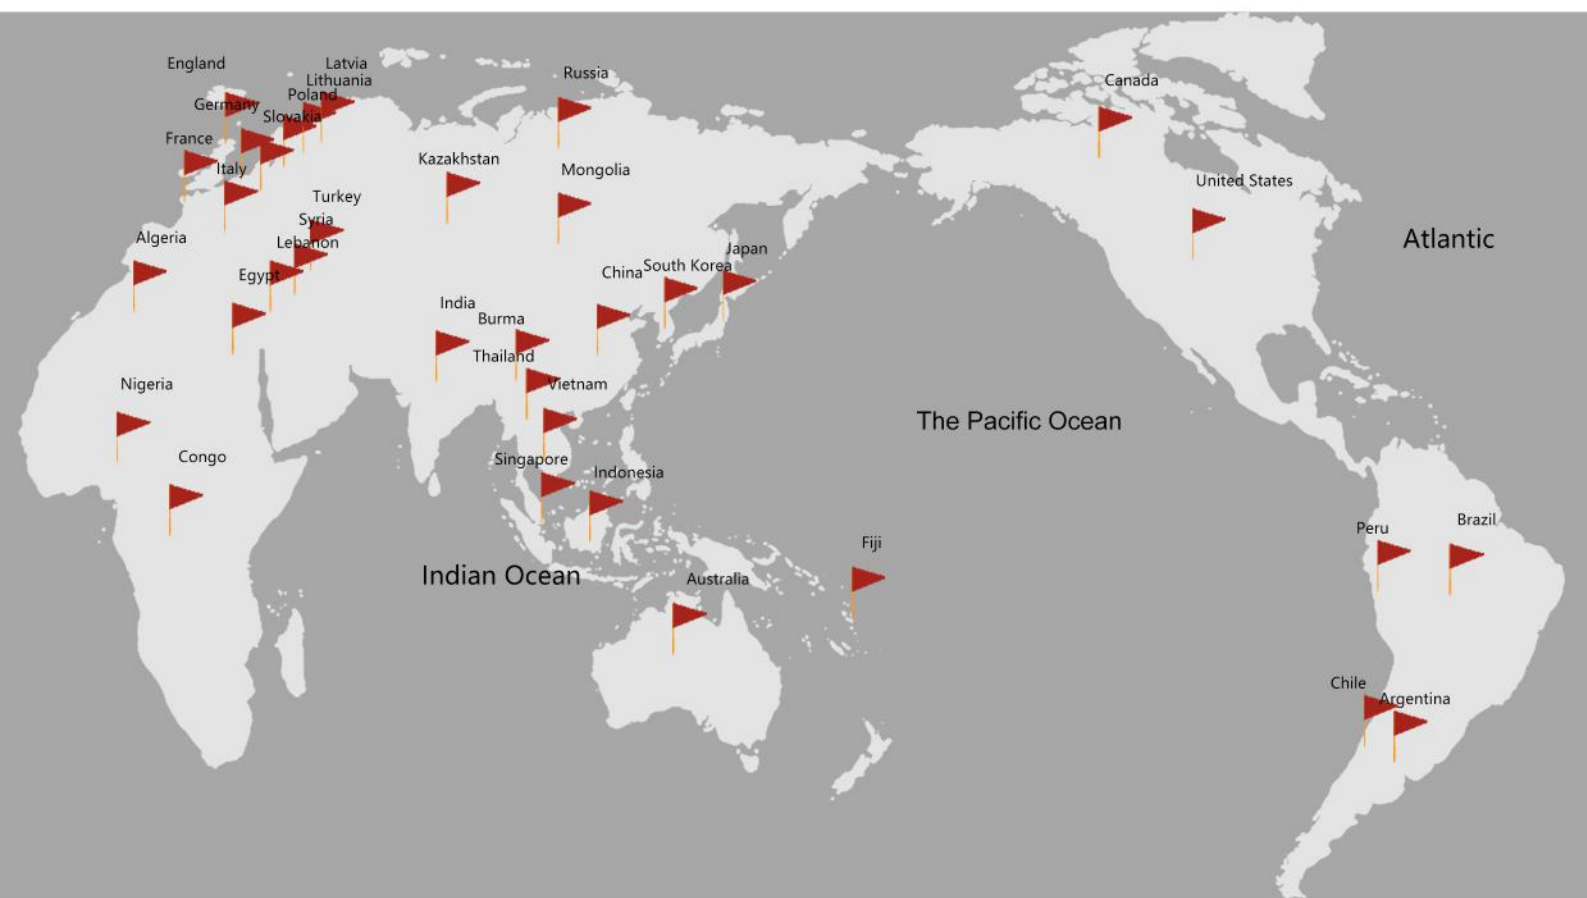 England
Latvia
Lithuania
Russia
Canada
Poland
Germany
Slovakia
France
Italy
Kazakhstan
Mongolia
United States
Turkey
Syria
Algeria
Lebanon
Atlantic
Japan
South Korea
China
Egypt
India
Burma
Thailand
Vietnam
Nigeria
The Pacific Ocean
Congo
Singapore
Indonesia
Peru
Brazil
Fiji
Indian Ocean
Australia
Chile
Argentina